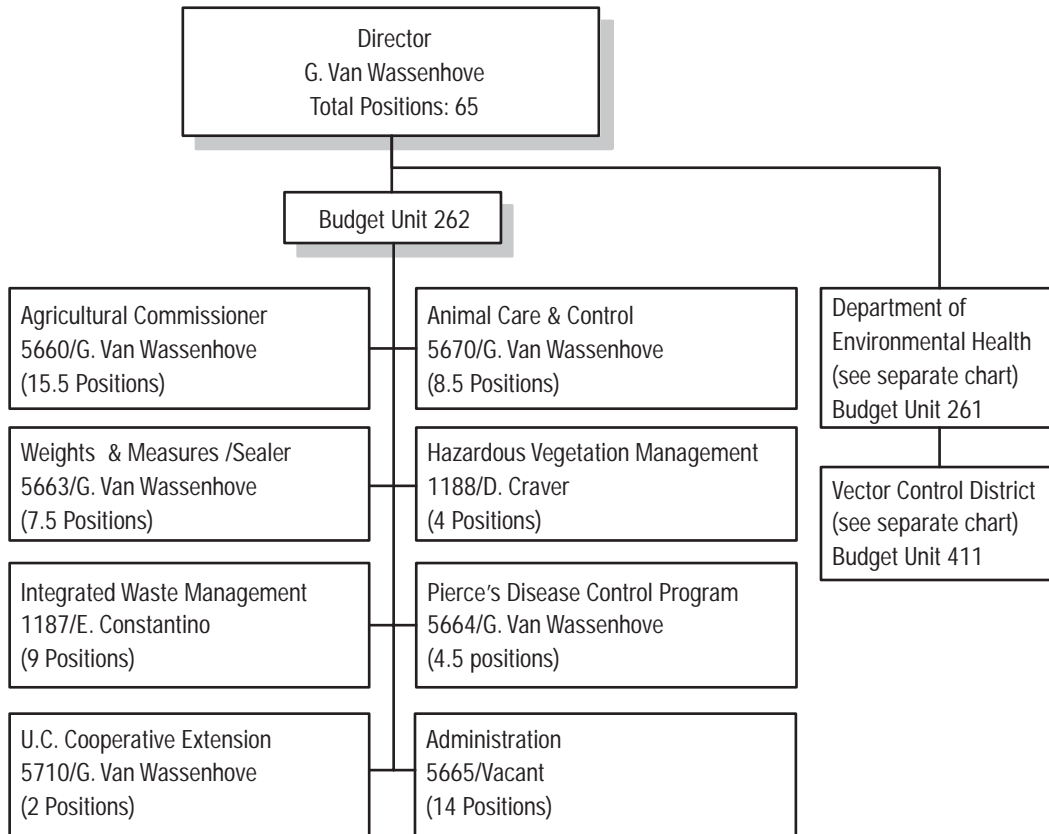 Director
G. Van Wassenhove
Total Positions: 65
Budget Unit 262
Agricultural Commissioner
5660/G. Van Wassenhove
(15.5 Positions)
Animal Care & Control
5670/G. Van Wassenhove
(8.5 Positions)
Department of
Environmental Health
(see separate chart)
Budget Unit 261
Weights & Measures /Sealer
5663/G. Van Wassenhove
(7.5 Positions)
Hazardous Vegetation Management
1188/D. Craver
(4 Positions)
Vector Control District
(see separate chart)
Budget Unit 411
Integrated Waste Management
1187/E. Constantino
(9 Positions)
Pierce's Disease Control Program
5664/G. Van Wassenhove
(4.5 positions)
U.C. Cooperative Extension
5710/G. Van Wassenhove
(2 Positions)
Administration
5665/Vacant
(14 Positions)